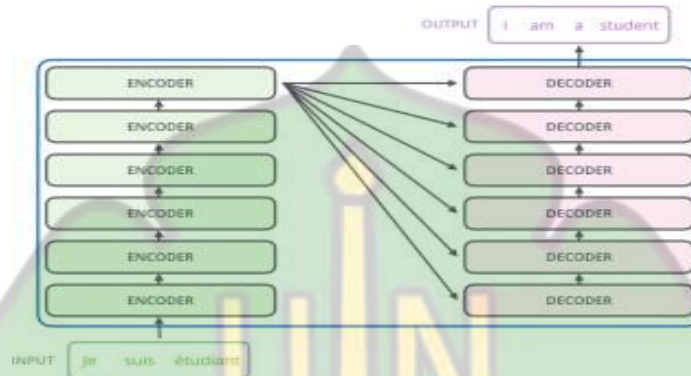 OUTPUT I am a student
ENCODER DECODER
ENCODER DECODER
ENCODER DECODER
ENCODER DECODER
ENCODER DECODER
ENCODER DECODER
INPUT Je suis étudiant
UIN